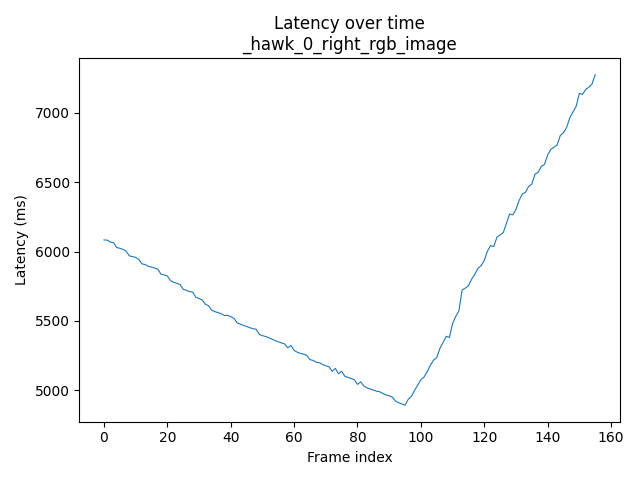 Latency over time
_hawk_0_right_rgb_image
7000
6500
6000
5500
5000
Latency (ms)
0 20 40 60 80 100 120 140 160
Frame index